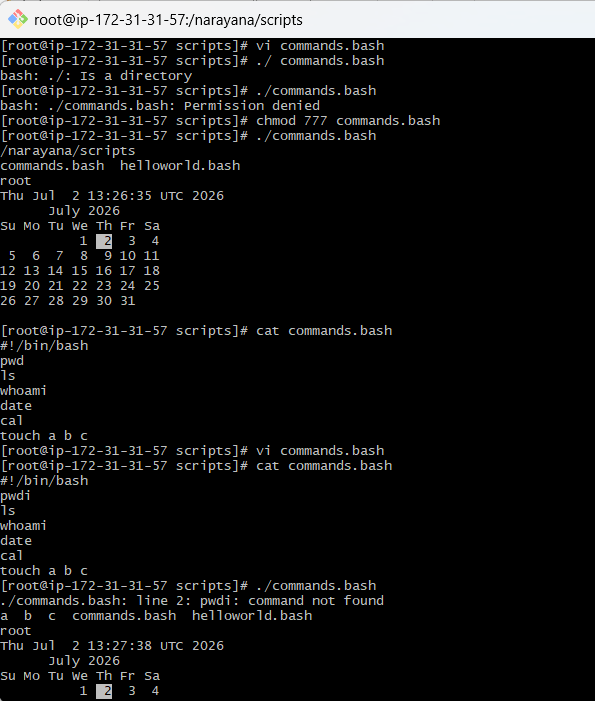 root@ip-172-31-31-57:/narayana/scripts
[root@ip-172-31-31-57 scripts]# vi commands.bash
[root@ip-172-31-31-57 scripts]# ./ commands.bash
bash: ./: Is a directory
[root@ip-172-31-31-57 scripts]# ./commands.bash
bash: ./commands.bash: Permission denied
[root@ip-172-31-31-57 scripts]# chmod 777 commands.bash
[root@ip-172-31-31-57 scripts]# ./commands.bash
/narayana/scripts
commands.bash  helloworld.bash
root
Thu Jul  2 13:26:35 UTC 2026
      July 2026
Su Mo Tu We Th Fr Sa
          1  2  3  4
 5  6  7  8  9 10 11
12 13 14 15 16 17 18
19 20 21 22 23 24 25
26 27 28 29 30 31
[root@ip-172-31-31-57 scripts]# cat commands.bash
#!/bin/bash
pwd
ls
whoami
date
cal
touch a b c
[root@ip-172-31-31-57 scripts]# vi commands.bash
[root@ip-172-31-31-57 scripts]# cat commands.bash
#!/bin/bash
pwdi
ls
whoami
date
cal
touch a b c
[root@ip-172-31-31-57 scripts]# ./commands.bash
./commands.bash: line 2: pwdi: command not found
a  b  c  commands.bash  helloworld.bash
root
Thu Jul  2 13:27:38 UTC 2026
      July 2026
Su Mo Tu We Th Fr Sa
          1  2  3  4